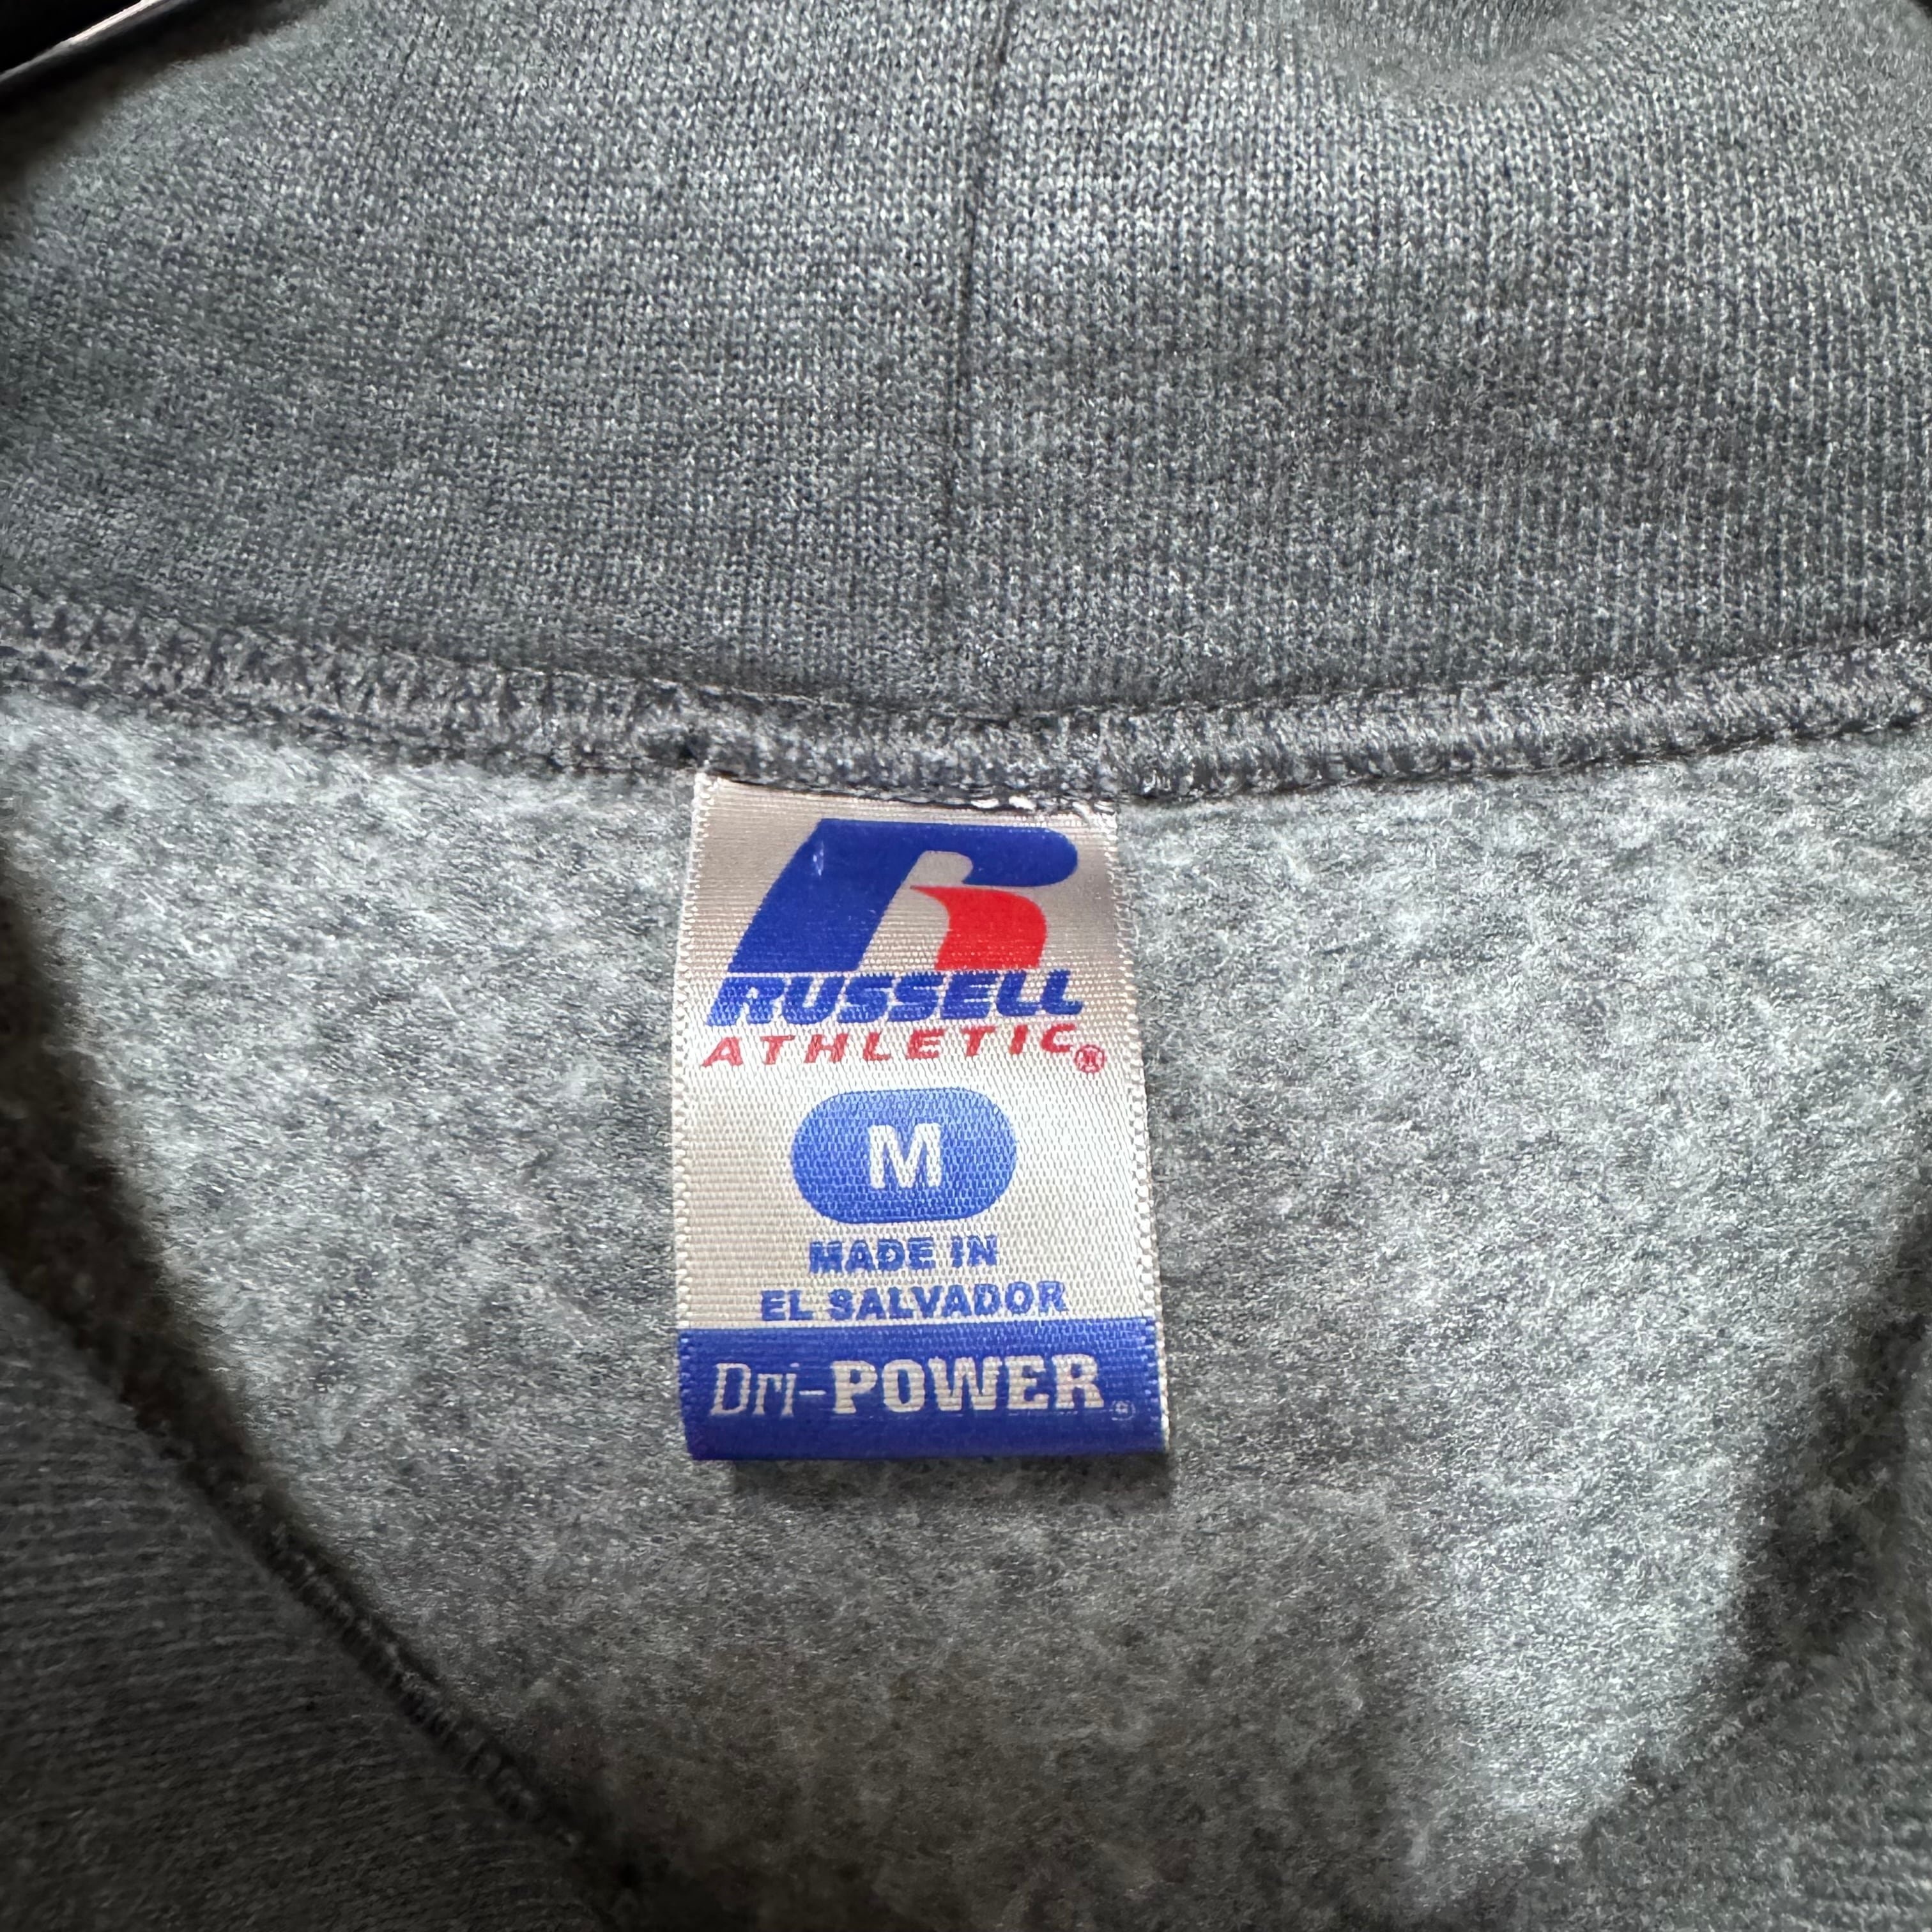 RUSSELL
ATHLETIC®
M
MADE IN
EL SALVADOR
Dri-POWER®